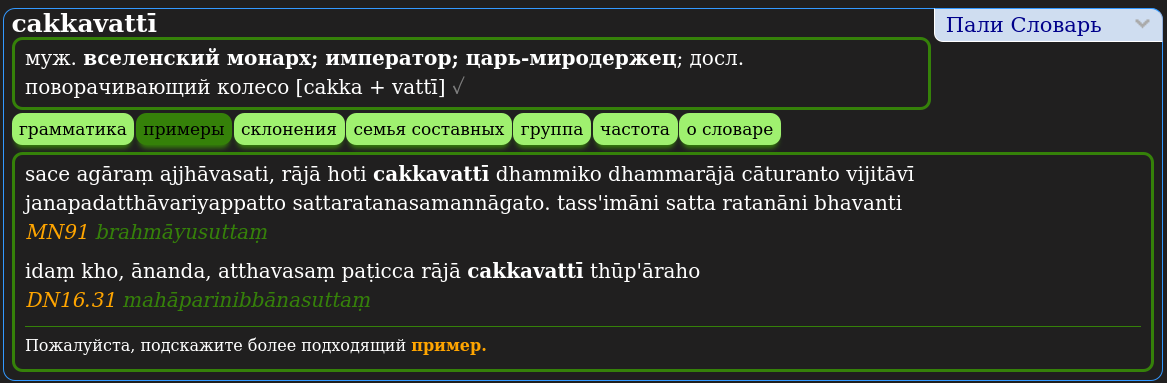 cakkavattī
Пали Словарь
муж. вселенский монарх; император; царь-миродержец; досл.
поворачивающий колесо [cakka + vattī] √
грамматика примеры склонения семья составных группа частота о словаре
sace agāraṃ ajjhāvasati, rājā hoti cakkavattī dhammiko dhammarājā cāturanto vijitāvī
janapadatthāvariyappatto sattaratanasamannāgato. tass'imāni satta ratanāni bhavanti
MN91 brahmāyusuttaṃ
idaṃ kho, ānanda, atthavasaṃ paṭicca rājā cakkavattī thūp'āraho
DN16.31 mahāparinibbānasuttaṃ
Пожалуйста, подскажите более подходящий пример.